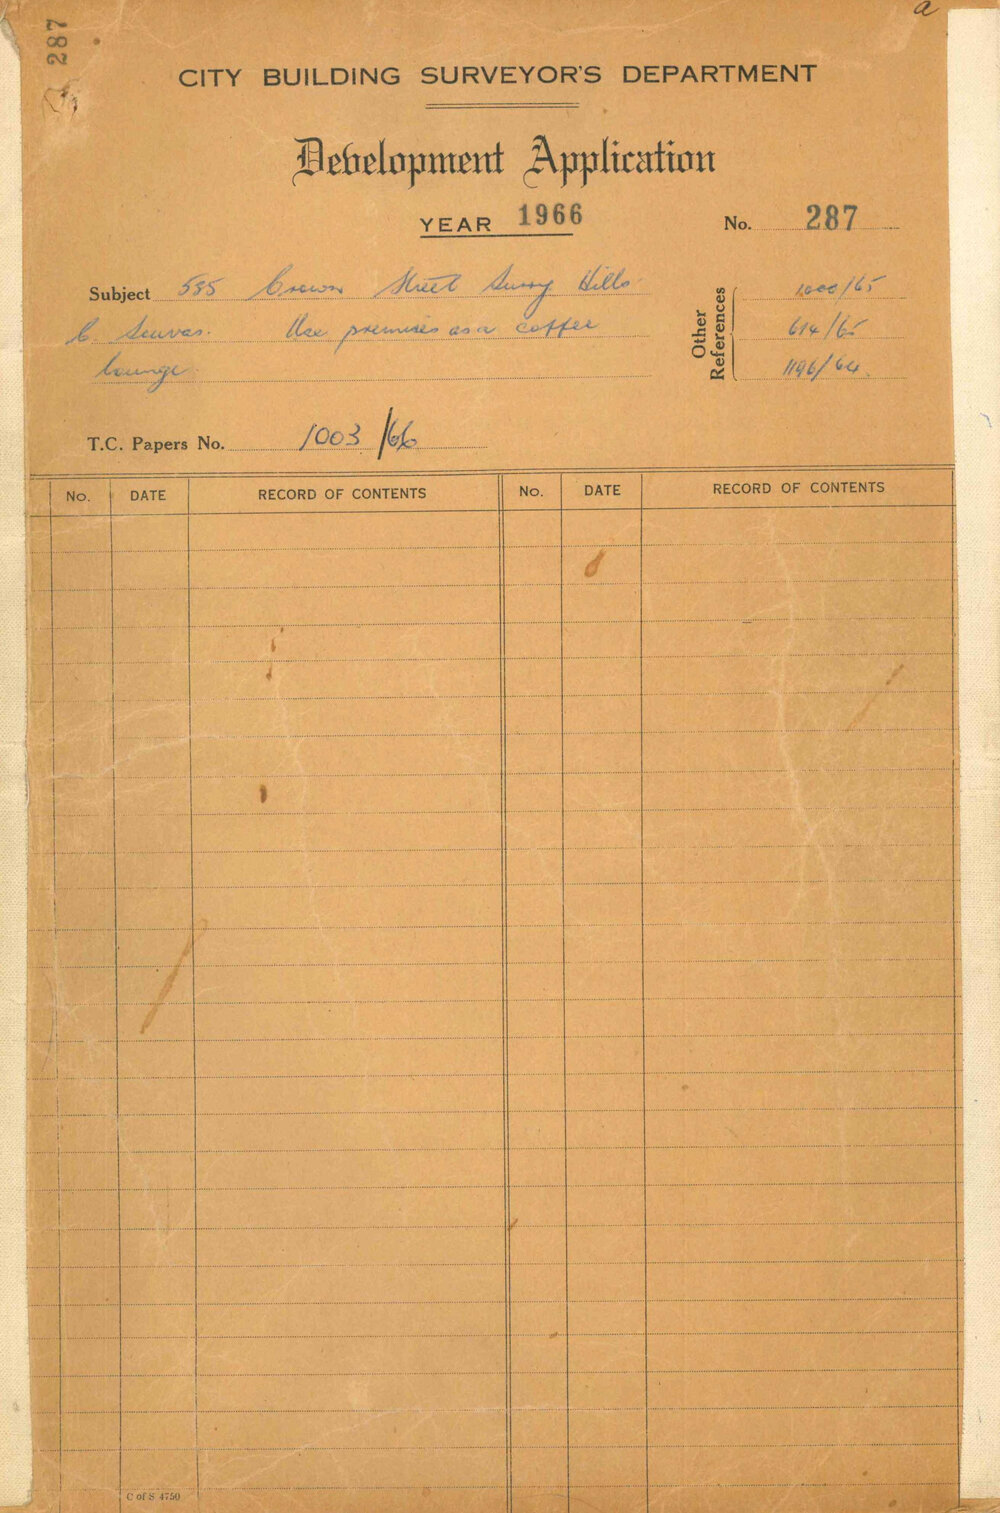 287
a
CITY BUILDING SURVEYOR'S DEPARTMENT
Development Application
YEAR 1966
No. 287
Subject 535 Crown Street Surry Hills
C. Use premises as a coffee
lounge.
Other References
1000/65
614/65
1196/64.
T.C. Papers No. 1003/66
No. DATE RECORD OF CONTENTS No. DATE RECORD OF CONTENTS
C of S 4750